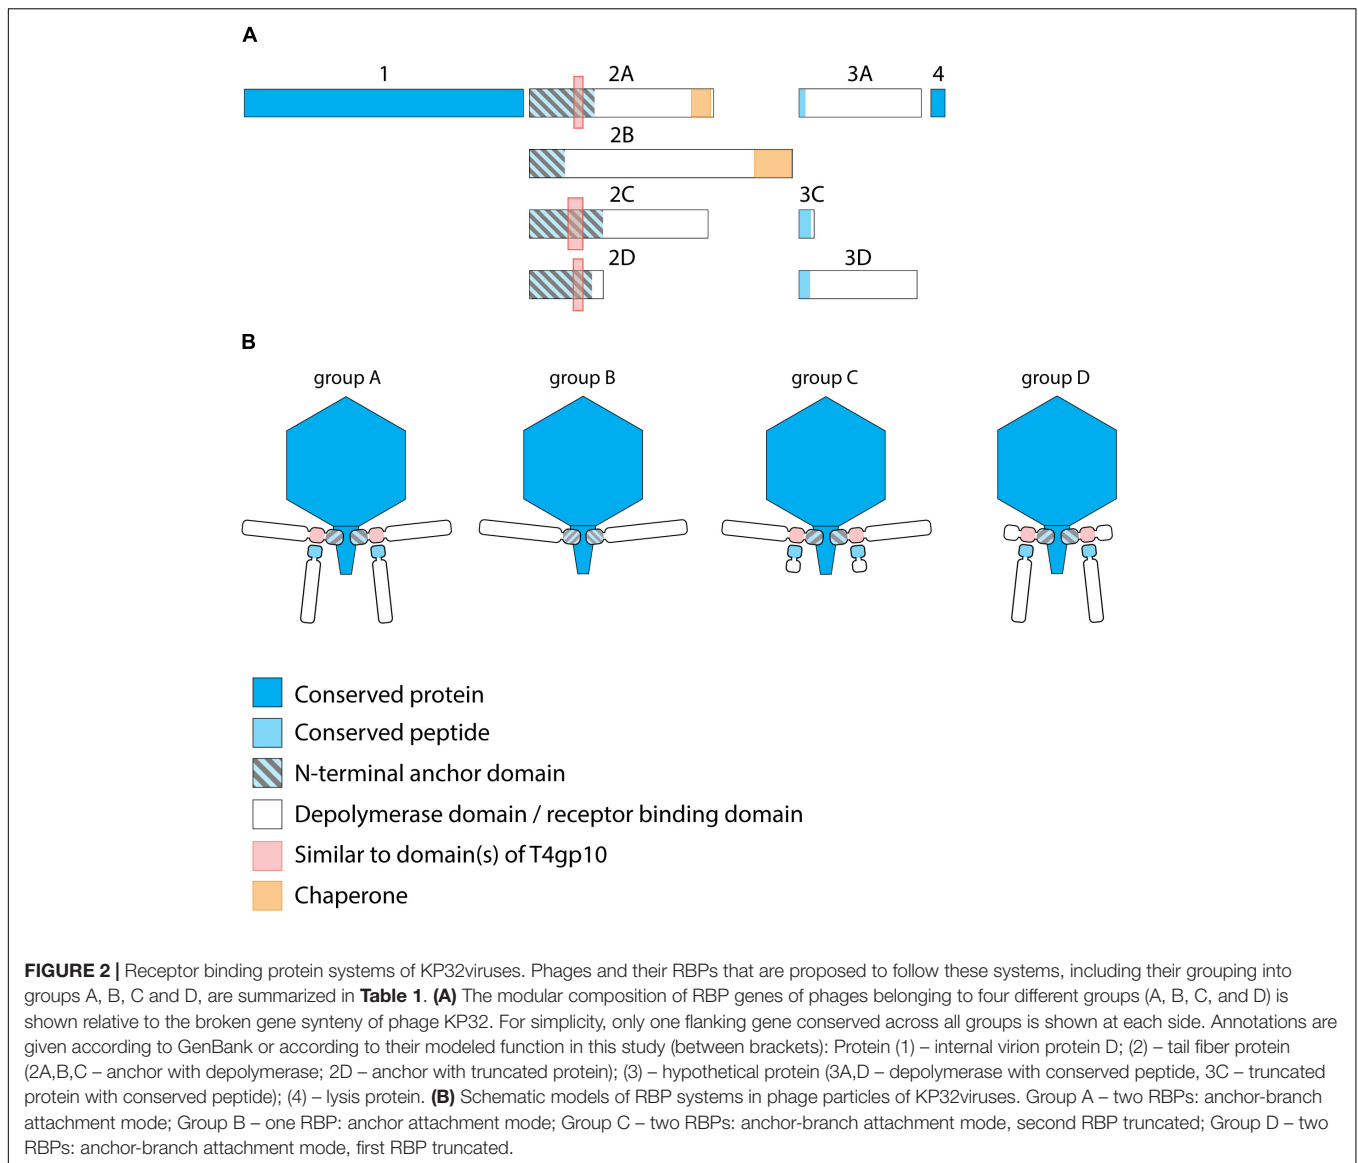 A
1
2A
3A
4
2B
2C
3C
2D
3D
B
group A
group B
group C
group D
Conserved protein
Conserved peptide
N-terminal anchor domain
Depolymerase domain / receptor binding domain
Similar to domain(s) of T4gp10
Chaperone
FIGURE 2 | Receptor binding protein systems of KP32viruses. Phages and their RBPs that are proposed to follow these systems, including their grouping into
groups A, B, C and D, are summarized in Table 1. (A) The modular composition of RBP genes of phages belonging to four different groups (A, B, C, and D) is
shown relative to the broken gene synteny of phage KP32. For simplicity, only one flanking gene conserved across all groups is shown at each side. Annotations are
given according to GenBank or according to their modeled function in this study (between brackets): Protein (1) – internal virion protein D; (2) – tail fiber protein
(2A,B,C – anchor with depolymerase; 2D – anchor with truncated protein); (3) – hypothetical protein (3A,D – depolymerase with conserved peptide, 3C – truncated
protein with conserved peptide); (4) – lysis protein. (B) Schematic models of RBP systems in phage particles of KP32viruses. Group A – two RBPs: anchor-branch
attachment mode; Group B – one RBP: anchor attachment mode; Group C – two RBPs: anchor-branch attachment mode, second RBP truncated; Group D – two
RBPs: anchor-branch attachment mode, first RBP truncated.